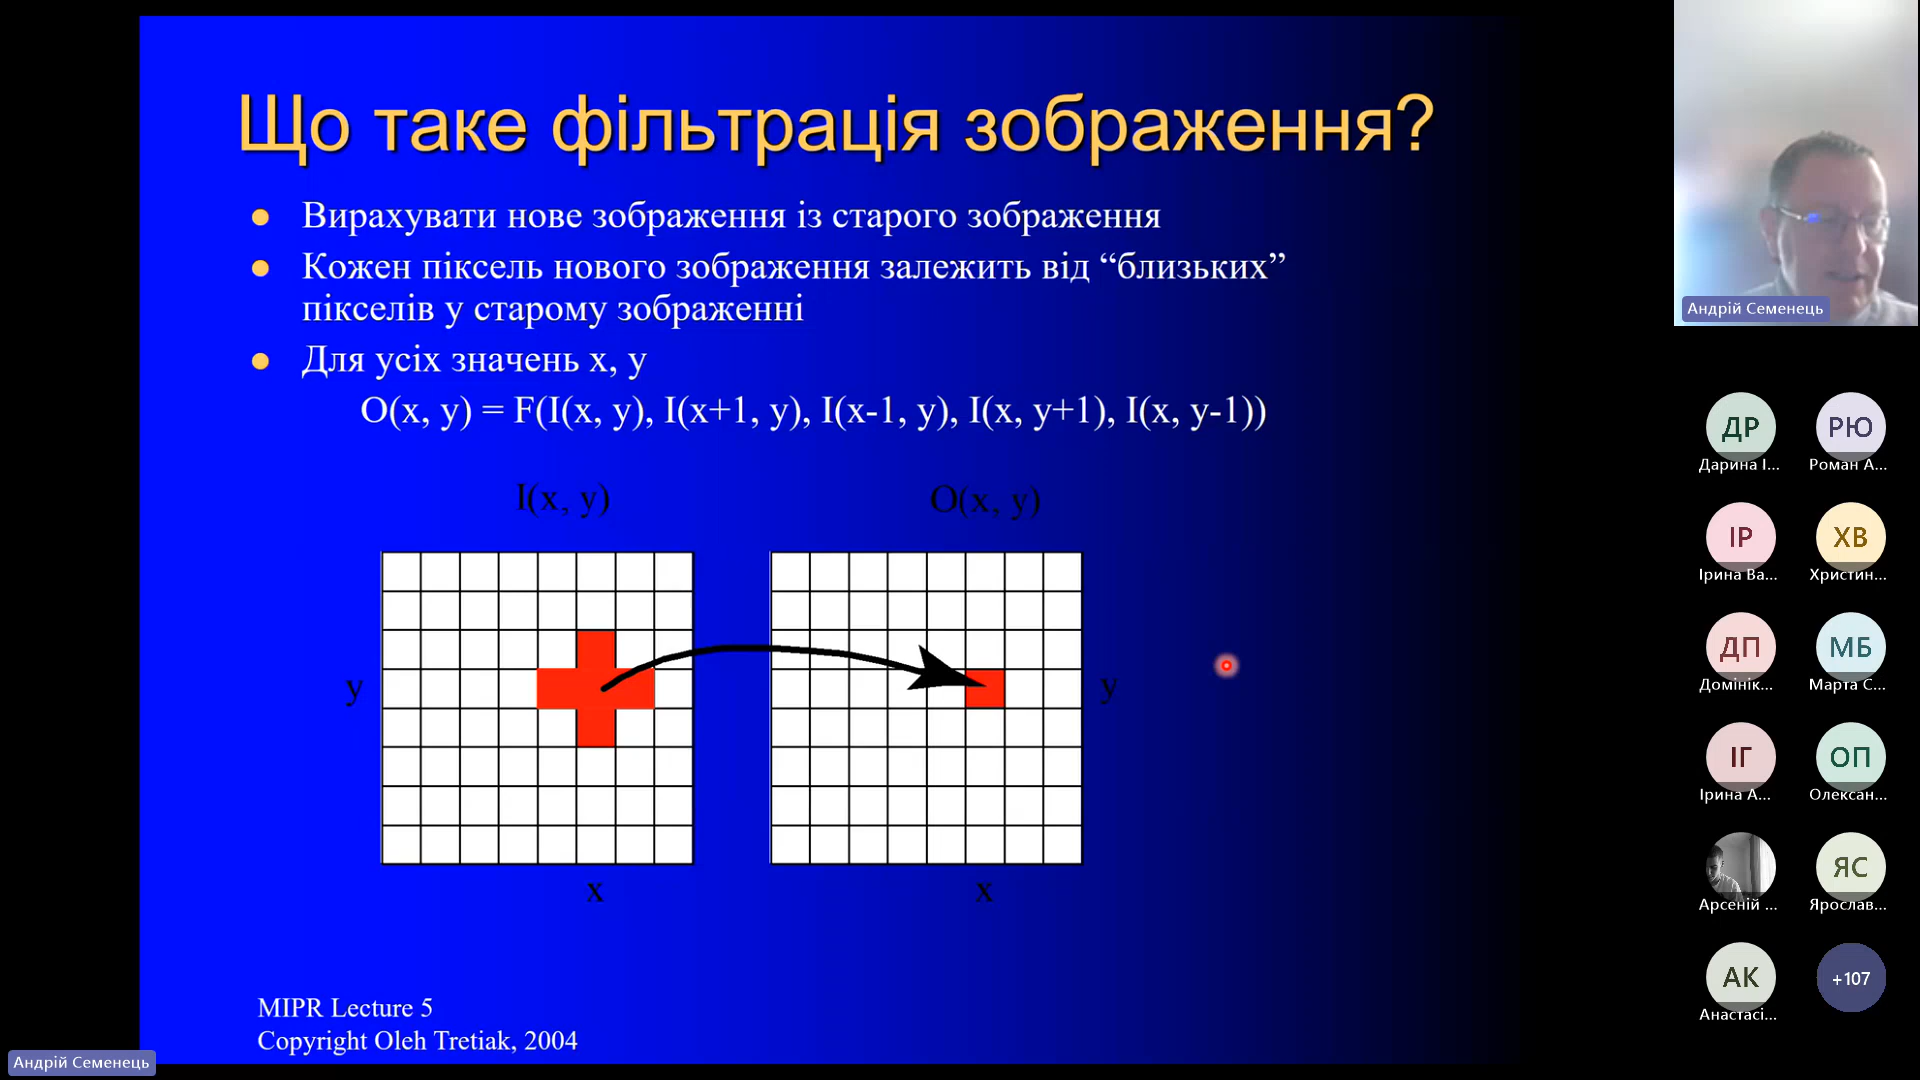 Що таке фільтрація зображення?
Вирахувати нове зображення із старого зображення
Кожен піксель нового зображення залежить від “близьких”
пікселів у старому зображенні
Для усіх значень x, y
O(x, y) = F(I(x, y), I(x+1, y), I(x-1, y), I(x, y+1), I(x, y-1))
I(x, y)
O(x, y)
y
y
x
x
MIPR Lecture 5
Copyright Oleh Tretiak, 2004
Андрій Семенець
Андрій Семенець
ДР
РЮ
Дарина І...
Роман А...
ІР
ХВ
Ірина Ва...
Христин...
ДП
МБ
Домінік...
Марта С...
ІГ
ОП
Ірина А...
Олексан...
ЯС
Арсеній ...
Ярослав...
АК
+107
Анастасі...